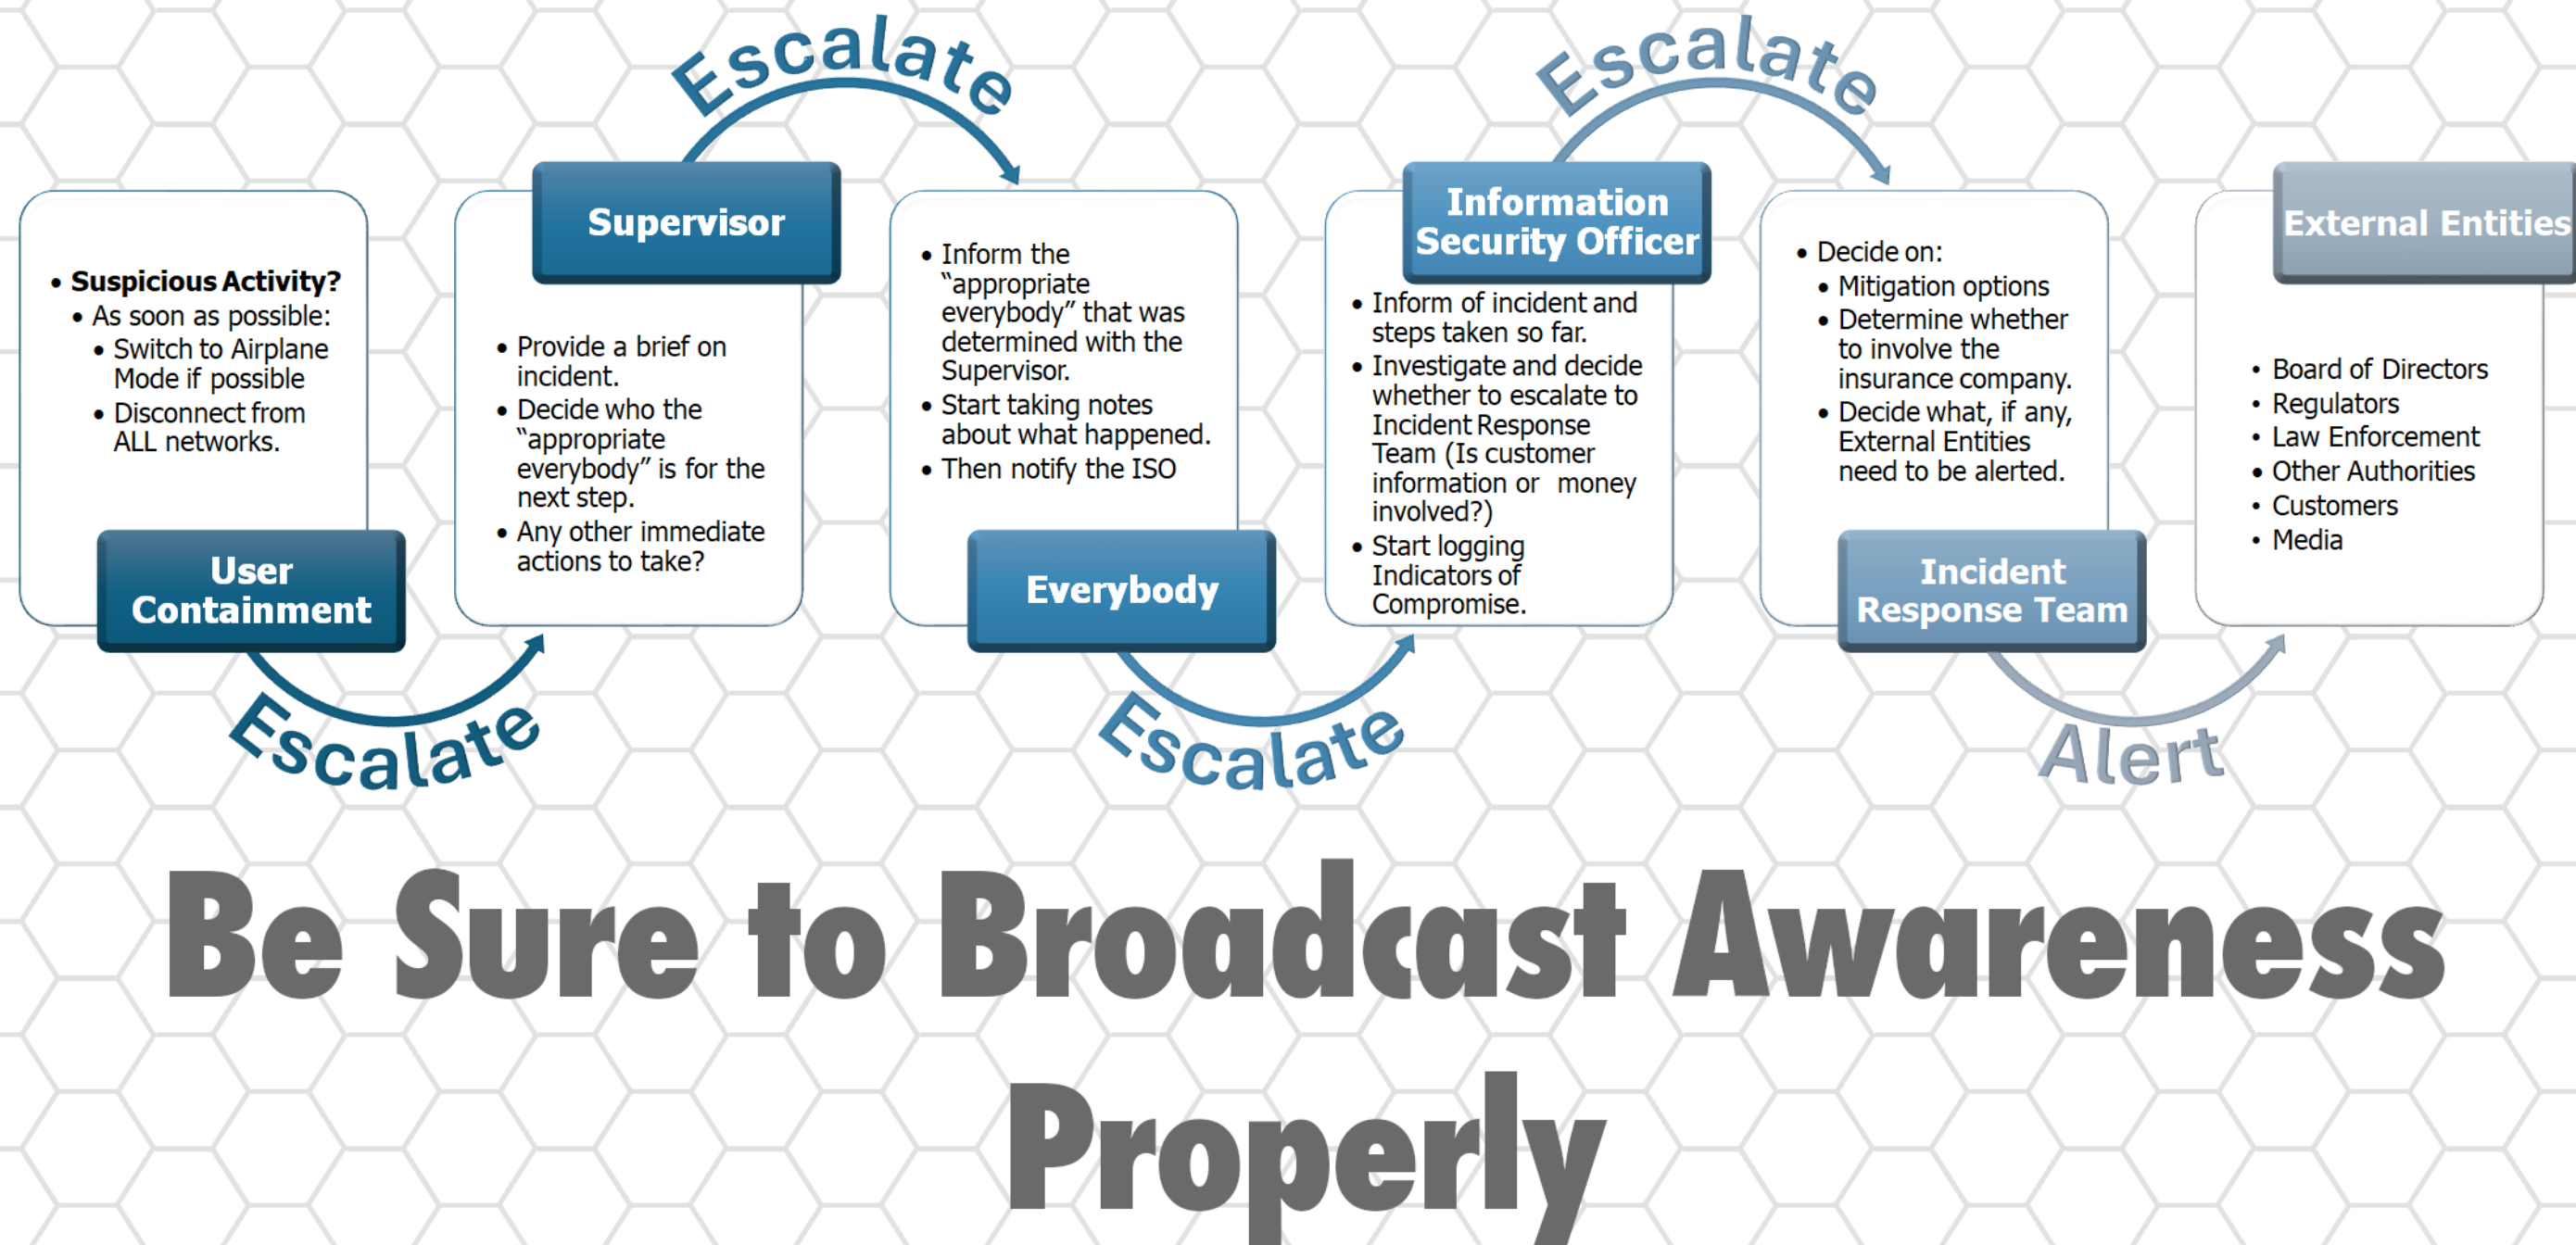 Escalate
Escalate
• Suspicious Activity?
• As soon as possible:
• Switch to Airplane
Mode if possible
• Disconnect from
ALL networks.
User
Containment
Escalate
Supervisor
• Provide a brief on
incident.
• Decide who the
“appropriate
everybody” is for the
next step.
• Any other immediate
actions to take?
• Inform the
“appropriate
everybody” that was
determined with the
Supervisor.
• Start taking notes
about what happened.
• Then notify the ISO
Everybody
Escalate
Information
Security Officer
• Inform of incident and
steps taken so far.
• Investigate and decide
whether to escalate to
Incident Response
Team (Is customer
information or money
involved?)
• Start logging
Indicators of
Compromise.
• Decide on:
• Mitigation options
• Determine whether
to involve the
insurance company.
• Decide what, if any,
External Entities
need to be alerted.
Incident
Response Team
Alert
External Entities
• Board of Directors
• Regulators
• Law Enforcement
• Other Authorities
• Customers
• Media
Be Sure to Broadcast Awareness
Properly